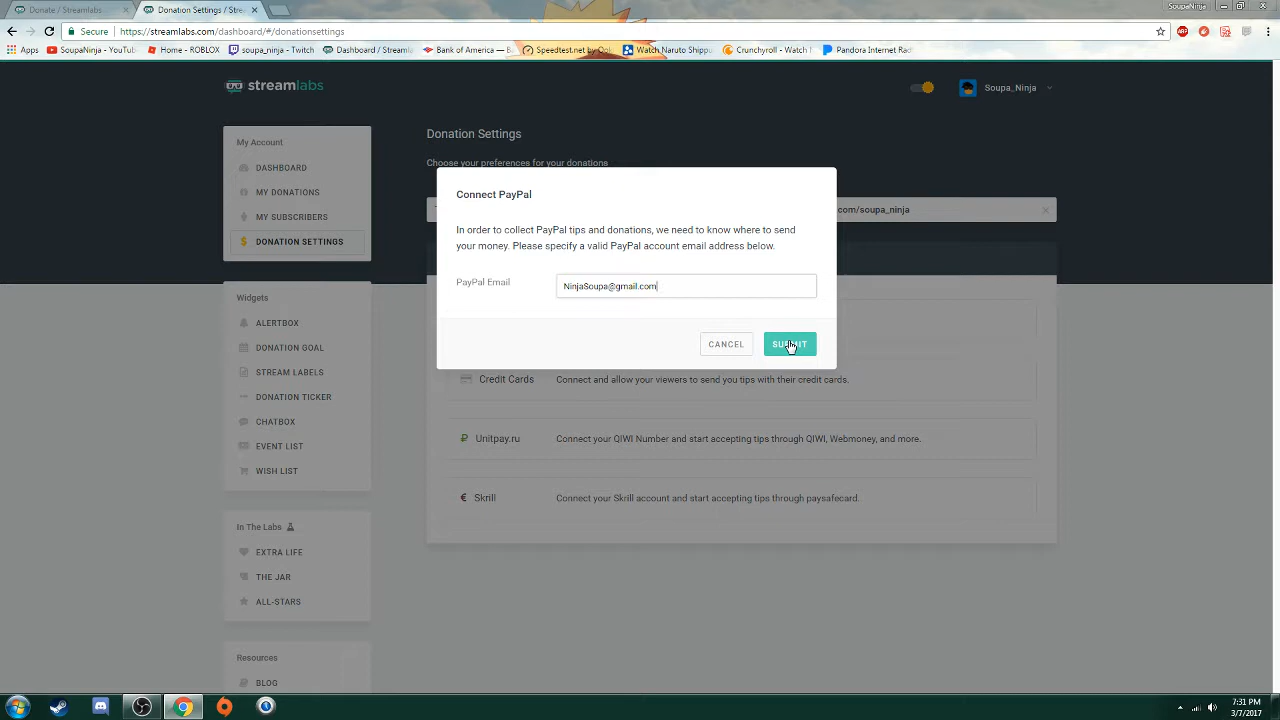 Donate / Streamlabs
Donation Settings / Stre
SoupaNinja
Secure https://streamlabs.com/dashboard/#/donationsettings
Apps SoupaNinja - YouTub Home - ROBLOX soupa_ninja - Twitch Dashboard / Streamla Bank of America — B Speedtest.net by Ook Watch Naruto Shippu Crunchyroll - Watch Pandora Internet Rad
streamlabs
Soupa_Ninja
My Account
DASHBOARD
MY DONATIONS
MY SUBSCRIBERS
DONATION SETTINGS
Widgets
ALERTBOX
DONATION GOAL
STREAM LABELS
DONATION TICKER
CHATBOX
EVENT LIST
WISH LIST
In The Labs
EXTRA LIFE
THE JAR
ALL-STARS
Resources
BLOG
Donation Settings
Choose your preferences for your donations
com/soupa_ninja
Connect PayPal
In order to collect PayPal tips and donations, we need to know where to send
your money. Please specify a valid PayPal account email address below.
PayPal Email NinjaSoupa@gmail.com
CANCEL SUBMIT
Credit Cards Connect and allow your viewers to send you tips with their credit cards.
Unitpay.ru Connect your QIWI Number and start accepting tips through QIWI, Webmoney, and more.
Skrill Connect your Skrill account and start accepting tips through paysafecard.
7:31 PM
3/7/2017